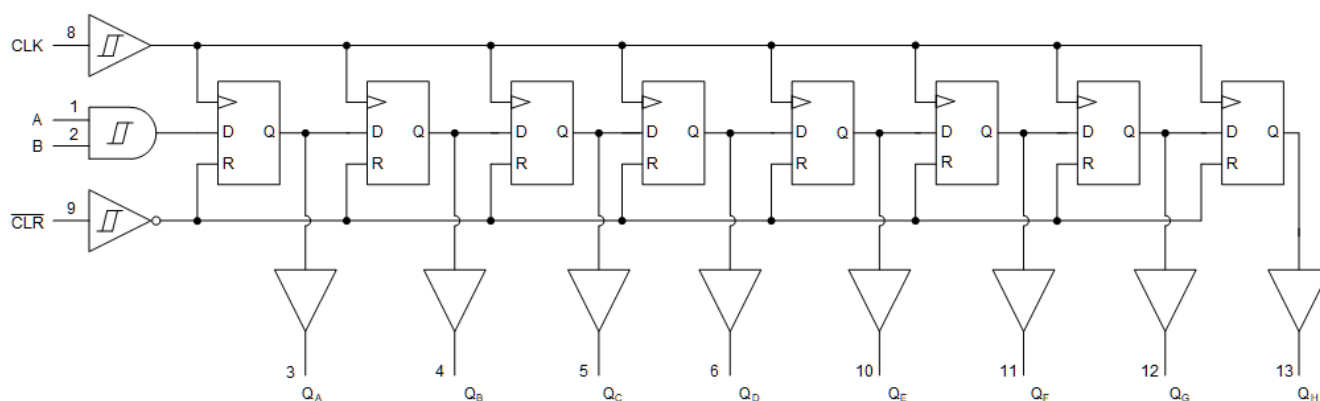 CLK 8
A 1
B 2
D Q D Q D Q D Q D Q D Q D Q D Q
R R R R R R R R
CLR 9
3 4 5 6 10 11 12 13
QA QB QC QD QE QF QG QH